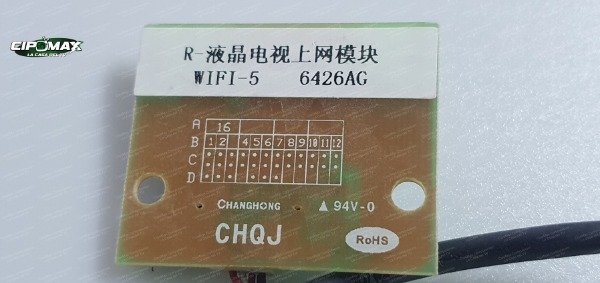 CIPOMAX
R-液晶电视上网模块
WIFI-5 6426AG
A 16
B 1 2 4 5 6 7 8 9 10 11 12
C
D
CHANGHONG ▲ 94V-0
CHQJ RoHS